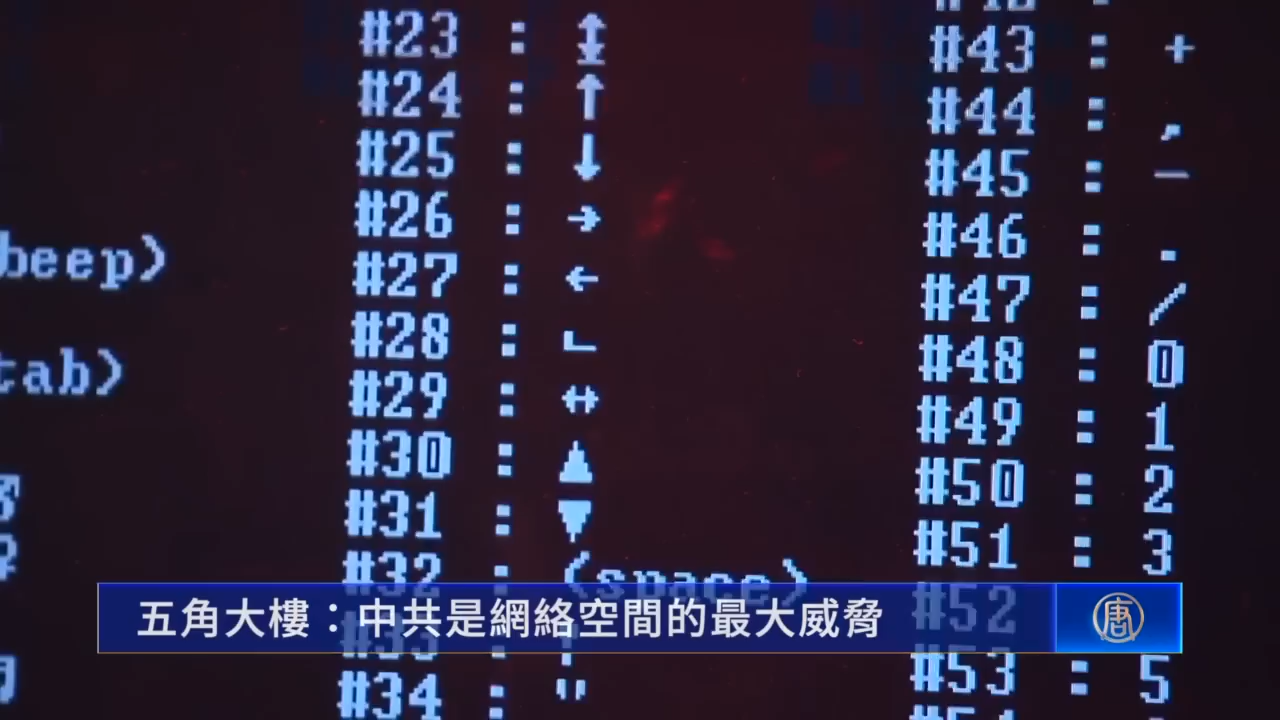 beep)
tab)
#23 : ↨
#24 : ↑
#25 : ↓
#26 : →
#27 : ←
#28 : ∟
#29 : ↔
#30 : ▲
#31 : ▼
#32 : (space)
#33 : !
#34 : "
#43 : +
#44 : ,
#45 : -
#46 : .
#47 : /
#48 : 0
#49 : 1
#50 : 2
#51 : 3
#52
#53 : 5
五角大樓：中共是網絡空間的最大威脅
唐